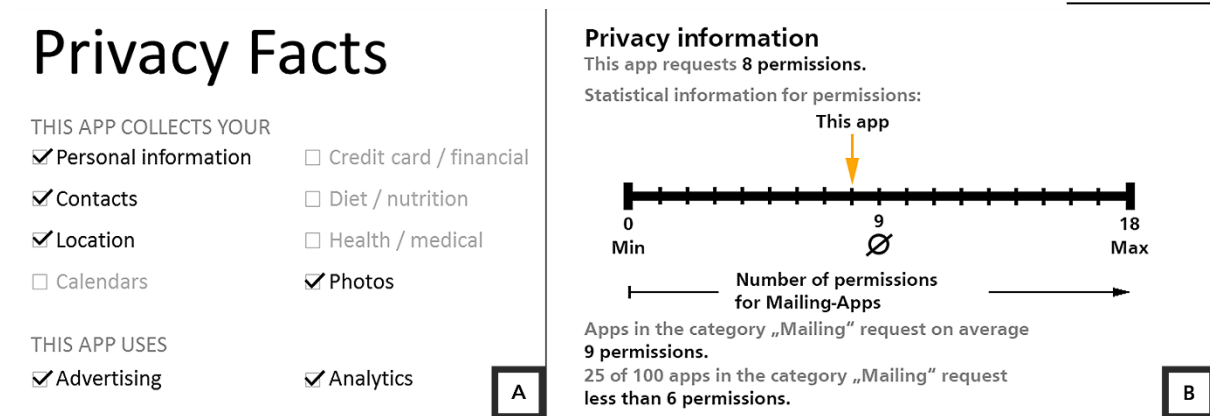 Privacy Facts
THIS APP COLLECTS YOUR
Personal information
Credit card / financial
Contacts
Diet / nutrition
Location
Health / medical
Calendars
Photos
THIS APP USES
Advertising
Analytics
A
Privacy information
This app requests 8 permissions.
Statistical information for permissions:
This app
0
9
18
Min
Ø
Max
Number of permissions
for Mailing-Apps
Apps in the category „Mailing“ request on average
9 permissions.
25 of 100 apps in the category „Mailing“ request
less than 6 permissions.
B